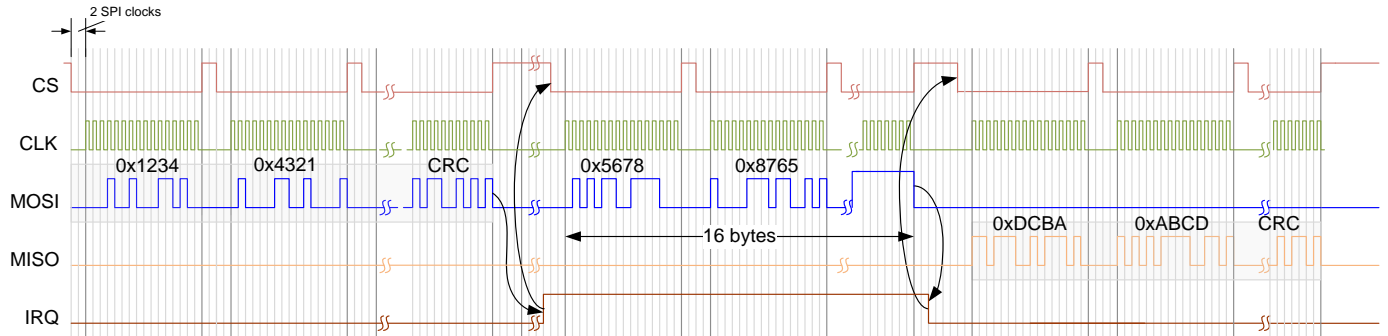 2 SPI clocks
CS
CLK
0x1234
0x4321
CRC
0x5678
0x8765
MOSI
16 bytes
0xDCBA
0xABCD
CRC
MISO
IRQ